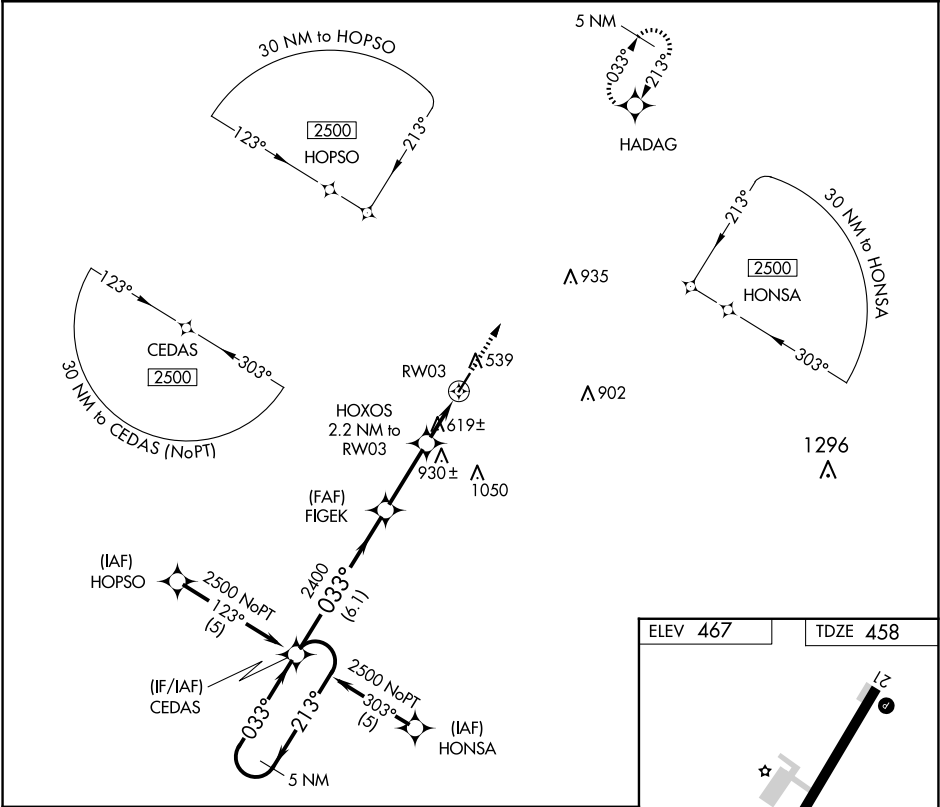 30 NM to HOPSO
123°
2500
HOPSO
213°
5 NM
033°
213°
HADAG
213°
30 NM to HONSA
2500
HONSA
303°
123°
CEDAS
2500
303°
30 NM to CEDAS (NoPT)
935
RW03
539
902
HOXOS
2.2 NM to
RW03
619±
930±
1050
1296
(FAF)
FIGEK
(IAF)
HOPSO
2500 NoPT
123°
(5)
2400
033°
(6.1)
(IF/IAF)
CEDAS
033°
213°
5 NM
2500 NoPT
303°
(5)
(IAF)
HONSA
ELEV 467
TDZE 458
21
P